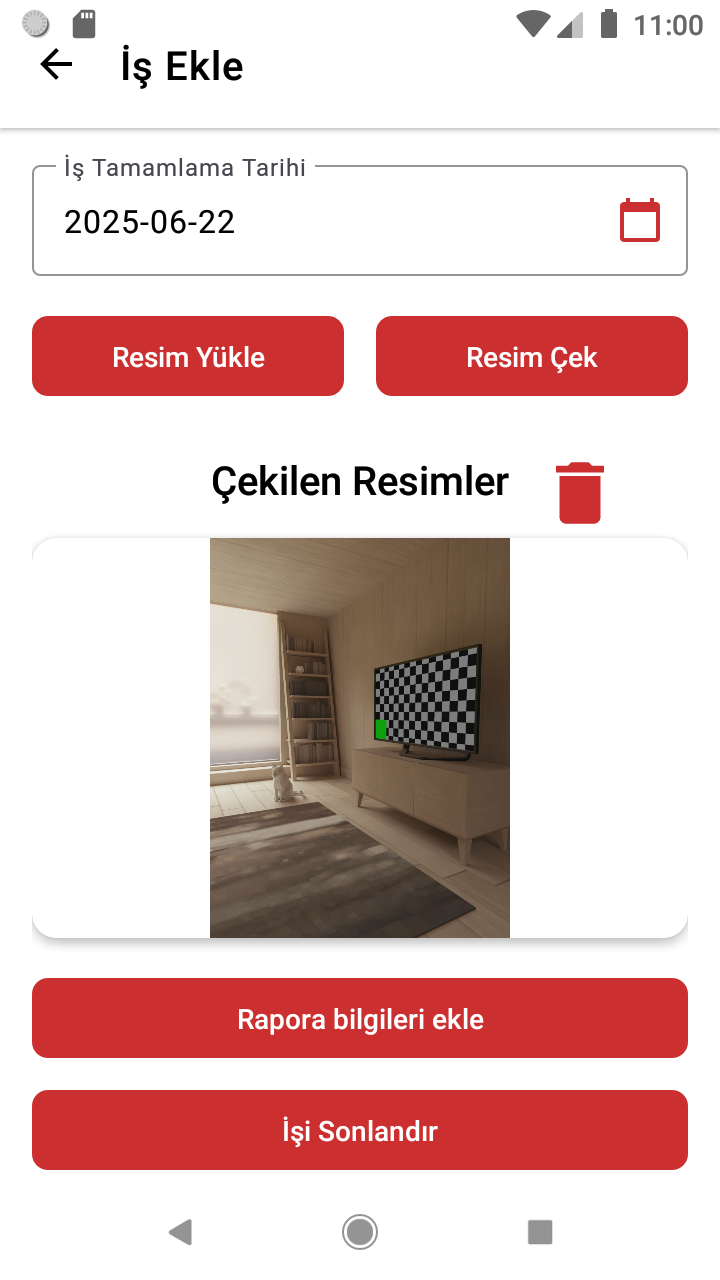 11:00
İş Ekle
İş Tamamlama Tarihi
2025-06-22
Resim Yükle
Resim Çek
Çekilen Resimler
Rapora bilgileri ekle
İşi Sonlandır